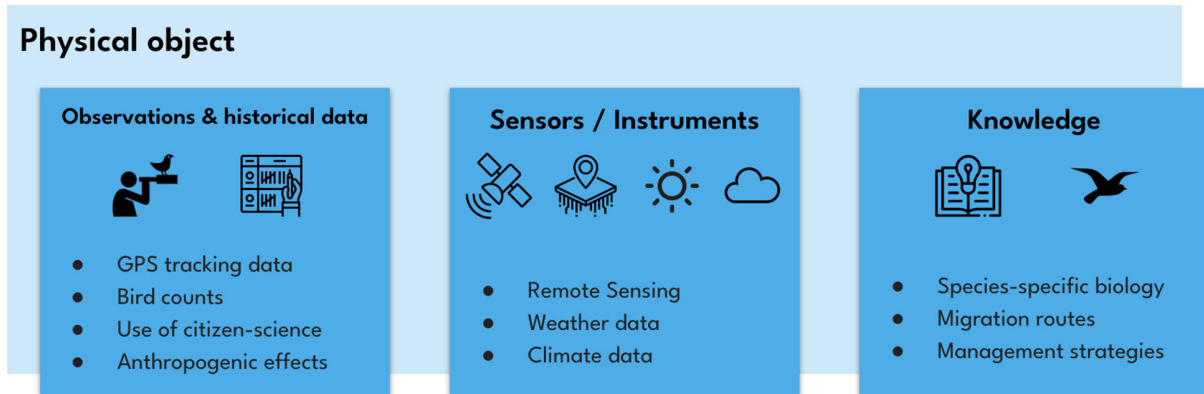 Physical object
Observations & historical data
GPS tracking data
Bird counts
Use of citizen-science
Anthropogenic effects
Sensors / Instruments
Remote Sensing
Weather data
Climate data
Knowledge
Species-specific biology
Migration routes
Management strategies